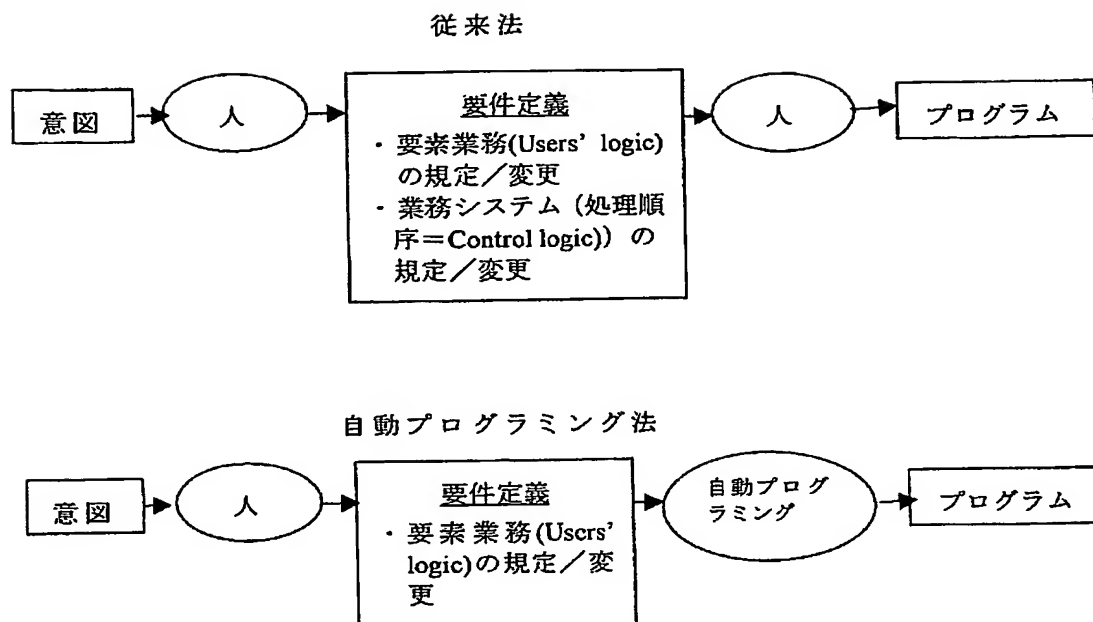 従来法
意図
人
要件定義
・要素業務(Users' logic)
の規定／変更
・業務システム（処理順
序＝Control logic)）の
規定／変更
人
プログラム
自動プログラミング法
意図
人
要件定義
・要素業務(Users'
logic)の規定／変
更
自動プログ
ラミング
プログラム